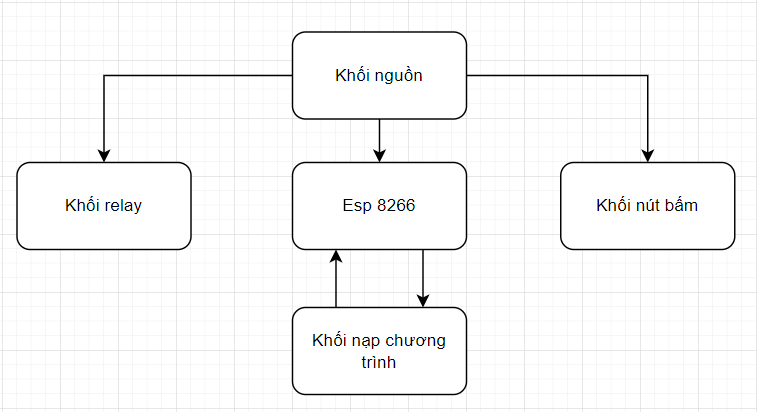 Khối nguồn
Khối relay
Esp 8266
Khối nút bấm
Khối nạp chương
trình